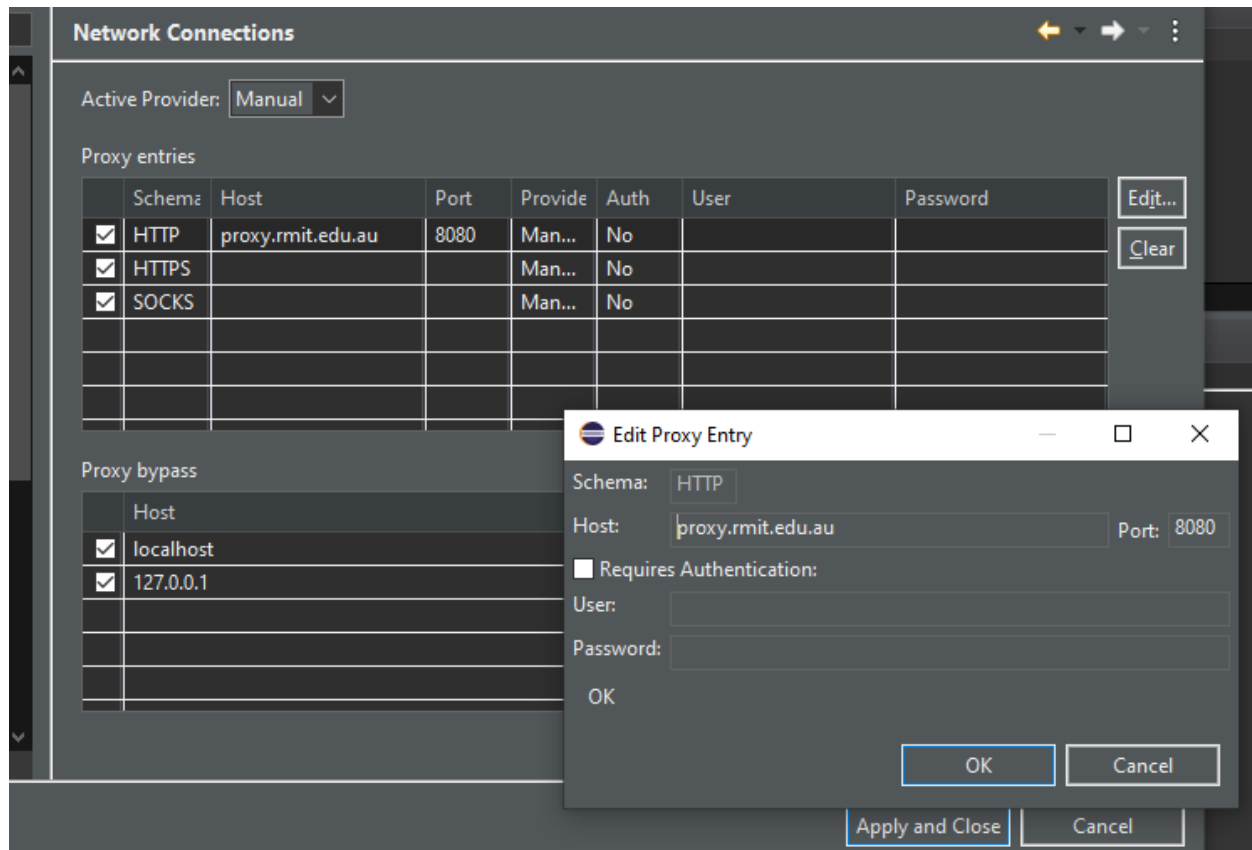 Network Connections
Active Provider: Manual
Proxy entries
Schema Host Port Provide Auth User Password
HTTP proxy.rmit.edu.au 8080 Man... No
HTTPS Man... No
SOCKS Man... No
Edit...
Clear
Proxy bypass
Host
localhost
127.0.0.1
Edit Proxy Entry
Schema: HTTP
Host: proxy.rmit.edu.au Port: 8080
Requires Authentication:
User:
Password:
OK
OK Cancel
Apply and Close Cancel